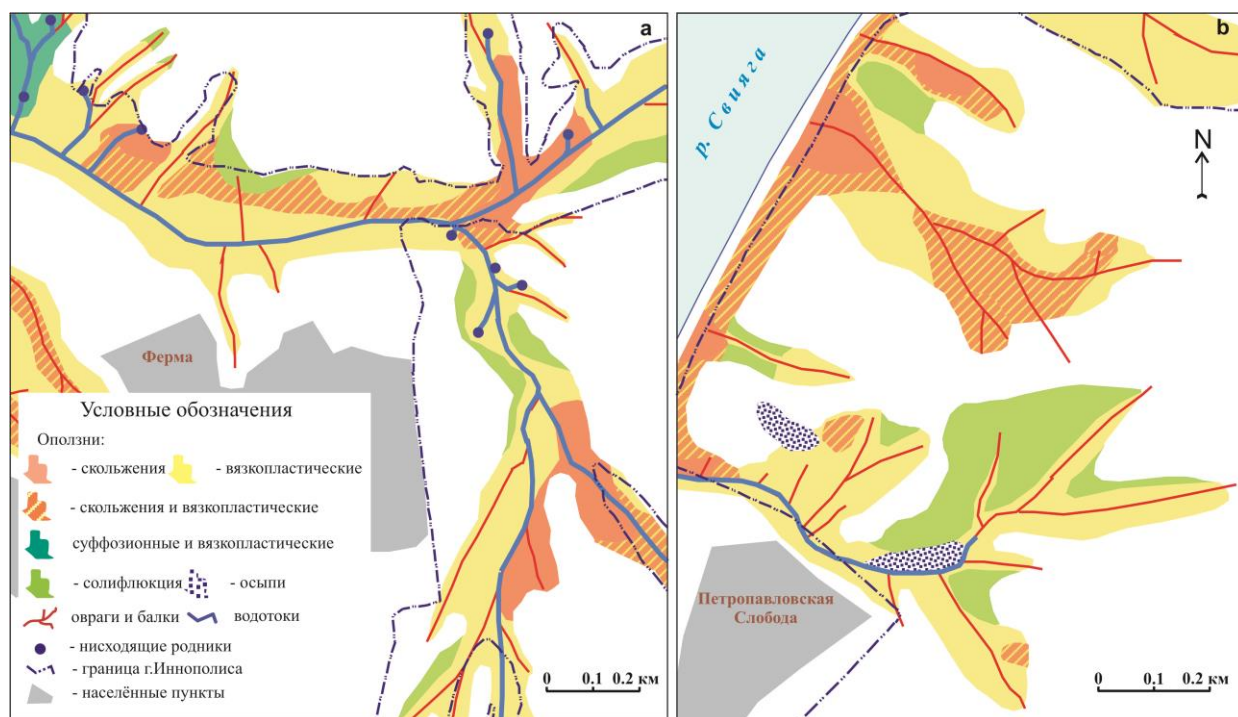 a
Ферма
Условные обозначения
Оползни:
- скольжения
- вязкопластические
- скольжения и вязкопластические
суффозионные и вязкопластические
- солифлюкция
- осыпи
овраги и балки
водотоки
- нисходящие родники
- граница г.Иннополиса
- населённые пункты
0 0.1 0.2 км
b
р. Свияга
N
Петропавловская
Слобода
0 0.1 0.2 км